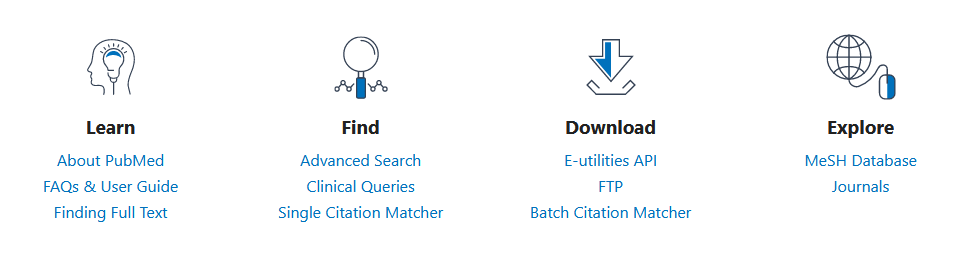 Learn
About PubMed
FAQs & User Guide
Finding Full Text
Find
Advanced Search
Clinical Queries
Single Citation Matcher
Download
E-utilities API
FTP
Batch Citation Matcher
Explore
MeSH Database
Journals